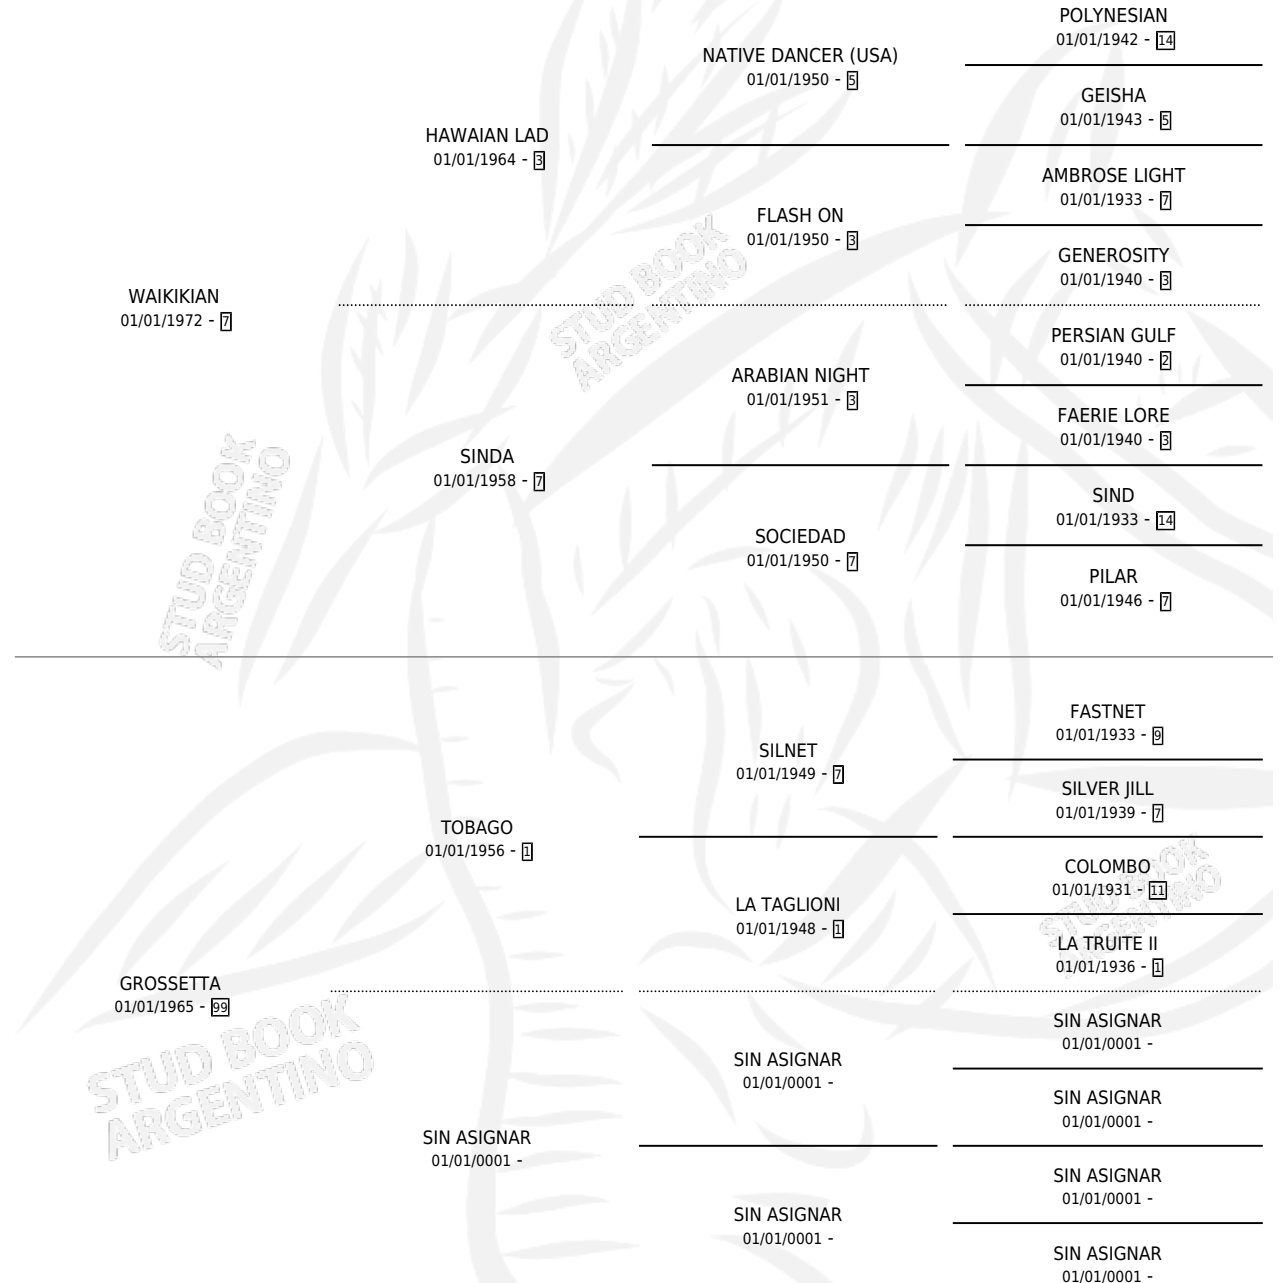 POLYNESIAN
01/01/1942 - 14
NATIVE DANCER (USA)
01/01/1950 - 5
GEISHA
01/01/1943 - 5
HAWAIAN LAD
01/01/1964 - 3
AMBROSE LIGHT
01/01/1933 - 7
FLASH ON
01/01/1950 - 3
GENEROSITY
01/01/1940 - 3
WAIKIKIAN
01/01/1972 - 7
PERSIAN GULF
01/01/1940 - 2
ARABIAN NIGHT
01/01/1951 - 3
FAERIE LORE
01/01/1940 - 3
SINDA
01/01/1958 - 7
SIND
01/01/1933 - 14
SOCIEDAD
01/01/1950 - 7
PILAR
01/01/1946 - 7
FASTNET
01/01/1933 - 9
SILNET
01/01/1949 - 7
SILVER JILL
01/01/1939 - 7
TOBAGO
01/01/1956 - 1
COLOMBO
01/01/1931 - 11
LA TAGLIONI
01/01/1948 - 1
LA TRUITE II
01/01/1936 - 1
GROSSETTA
01/01/1965 - 99
SIN ASIGNAR
01/01/0001 -
SIN ASIGNAR
01/01/0001 -
SIN ASIGNAR
01/01/0001 -
SIN ASIGNAR
01/01/0001 -
SIN ASIGNAR
01/01/0001 -
SIN ASIGNAR
01/01/0001 -
SIN ASIGNAR
01/01/0001 -
STUD BOOK
ARGENTINO
STUD BOOK
ARGENTINO
STUD BOOK
ARGENTINO
STUD BOOK
ARGENTINO